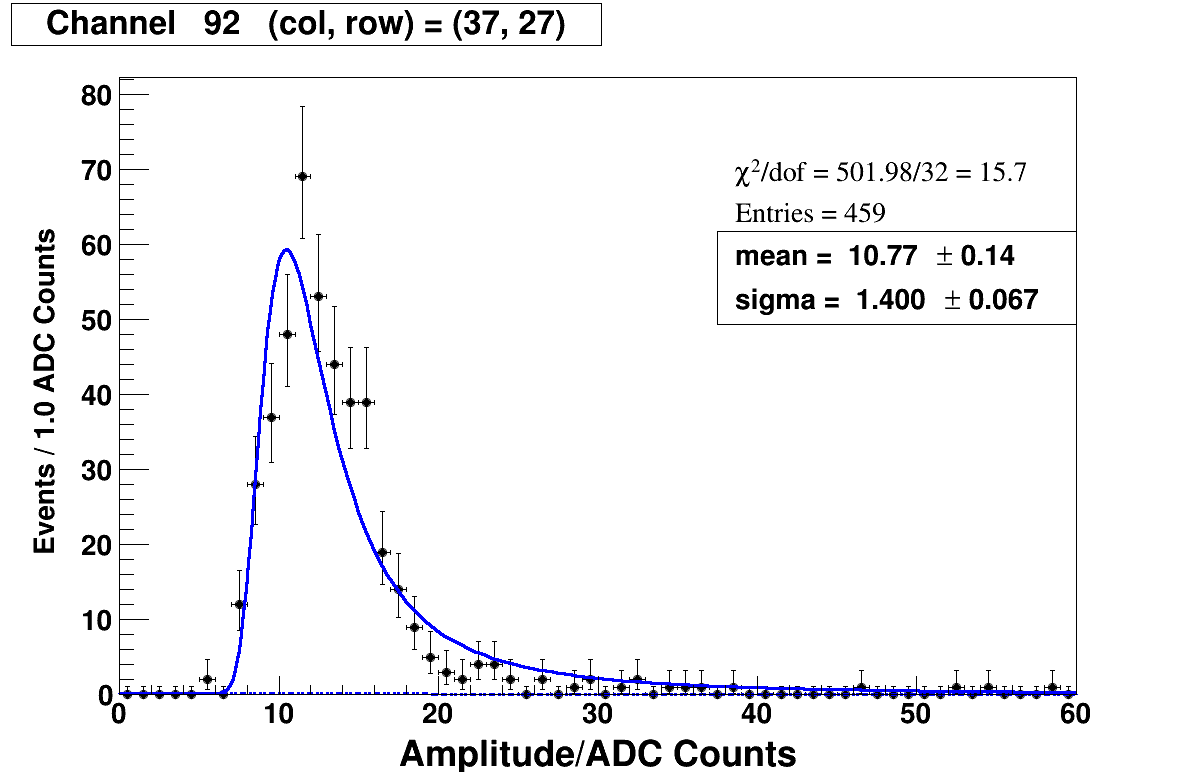 Channel 92 (col, row) = (37, 27)
80
70
60
50
40
30
20
10
0
Events / 1.0 ADC Counts
χ²/dof = 501.98/32 = 15.7
Entries = 459
mean = 10.77 ± 0.14
sigma = 1.400 ± 0.067
0 10 20 30 40 50 60
Amplitude/ADC Counts